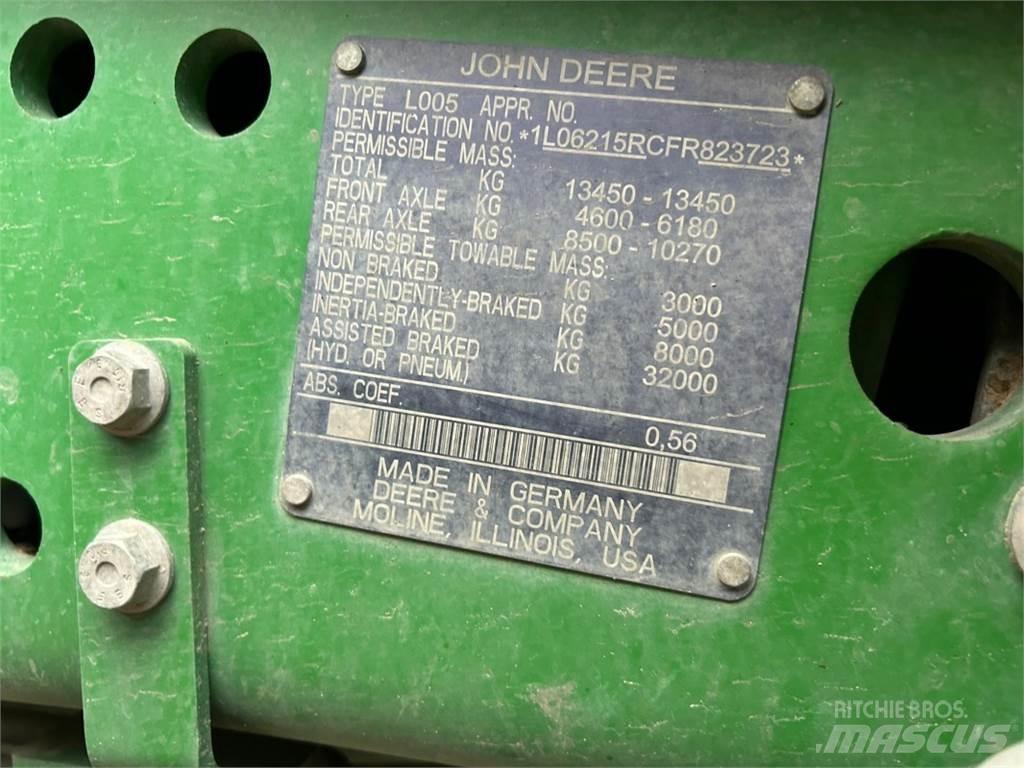 JOHN DEERE
TYPE L005 APPR. NO.
IDENTIFICATION NO. *1L06215RCFR823723*
PERMISSIBLE MASS:
TOTAL KG 13450 - 13450
FRONT AXLE KG 4600 - 6180
REAR AXLE KG 8500 - 10270
PERMISSIBLE TOWABLE MASS:
NON BRAKED KG 3000
INDEPENDENTLY-BRAKED KG 5000
INERTIA-BRAKED KG 8000
ASSISTED BRAKED KG 32000
(HYD. OR PNEUM.)
ABS. COEF. 0,56
MADE IN GERMANY
DEERE & COMPANY
MOLINE, ILLINOIS, USA
RITCHIE BROS.
MASCUS